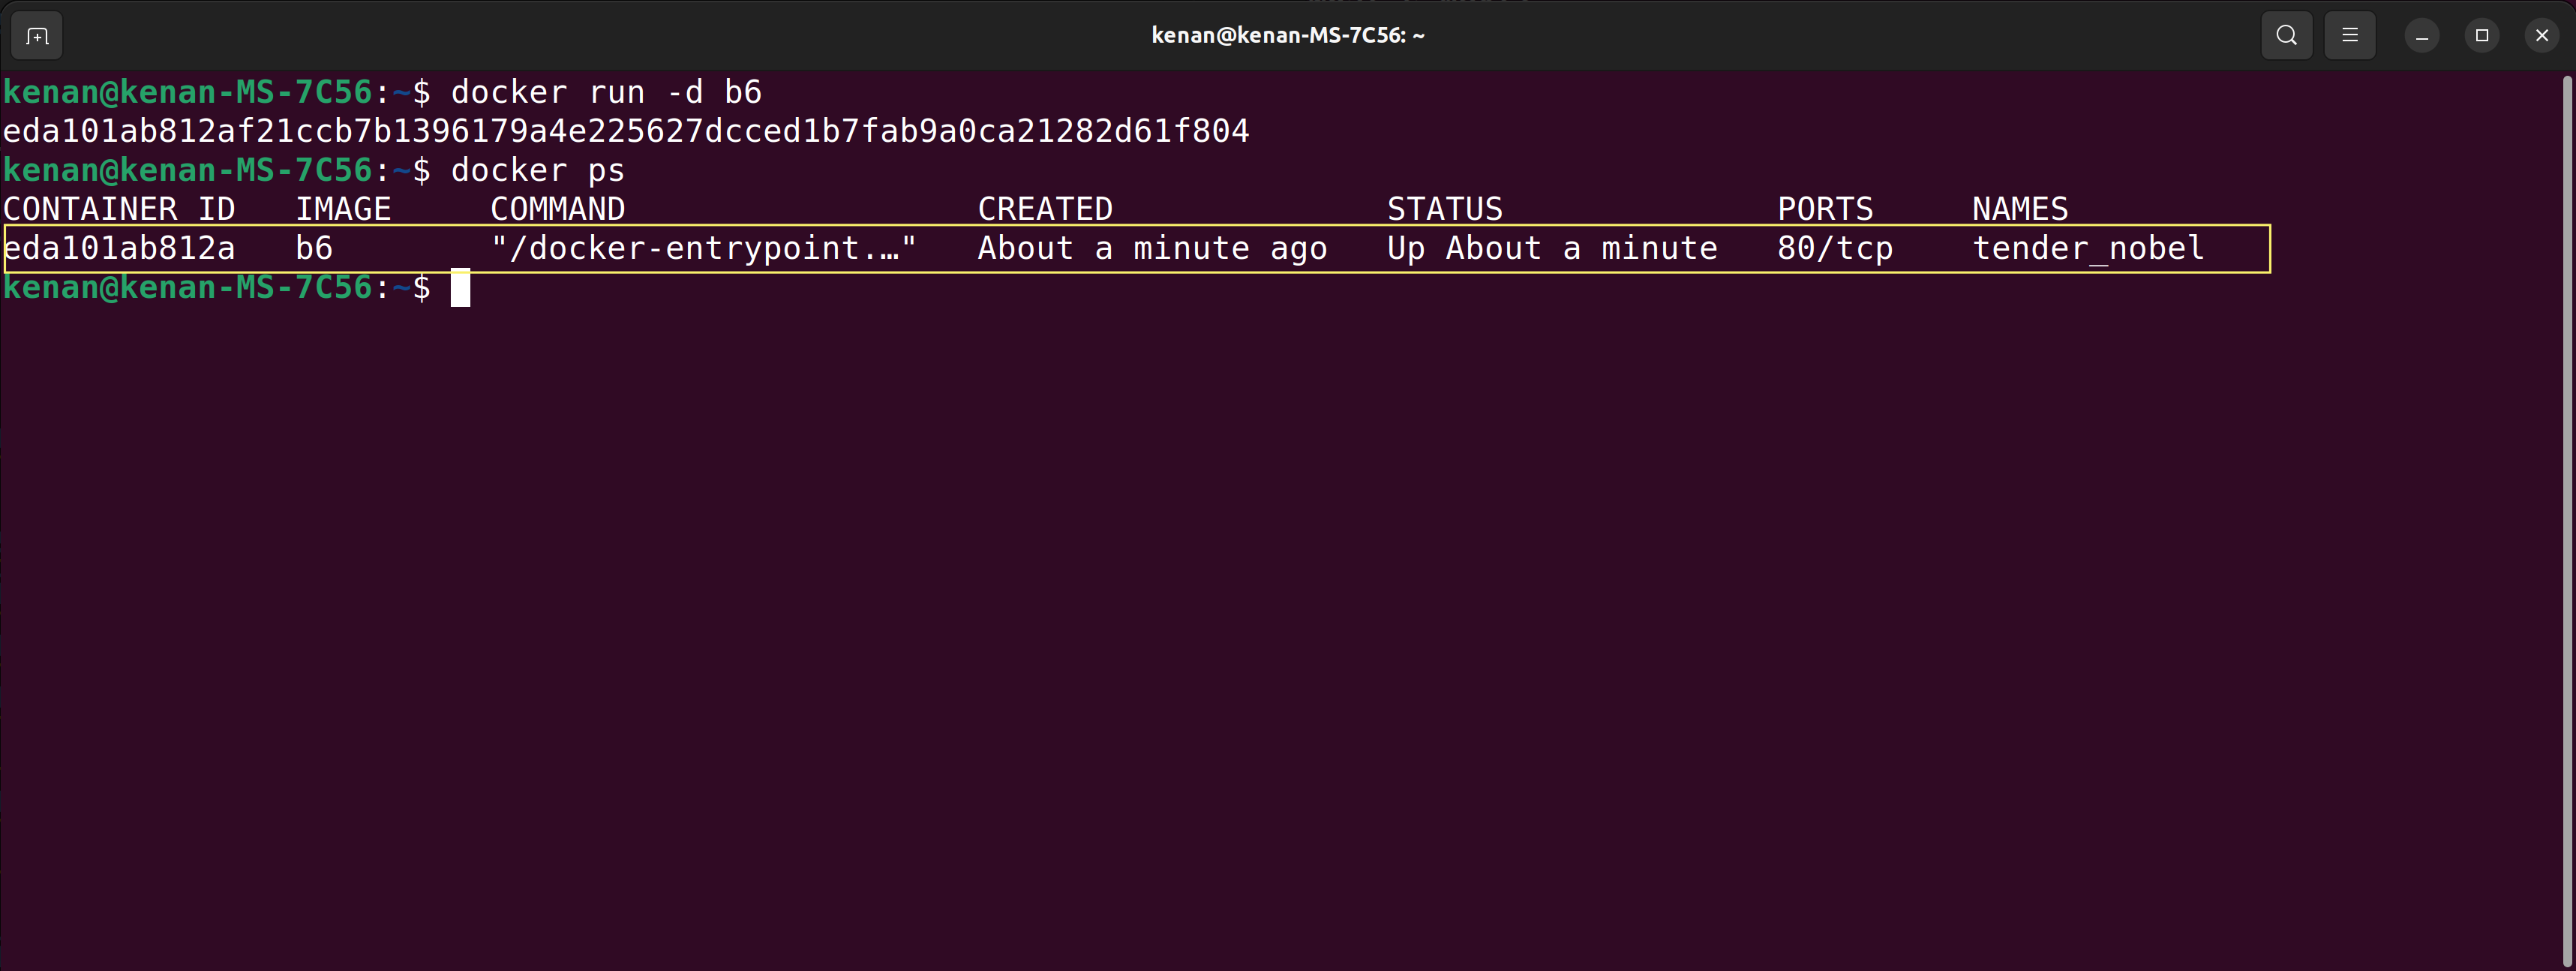 kenan@kenan-MS-7C56: ~
kenan@kenan-MS-7C56:~$ docker run -d b6
eda101ab812af21ccb7b1396179a4e225627dcced1b7fab9a0ca21282d61f804
kenan@kenan-MS-7C56:~$ docker ps
CONTAINER ID   IMAGE     COMMAND                  CREATED              STATUS              PORTS     NAMES
eda101ab812a   b6        "/docker-entrypoint.…"   About a minute ago   Up About a minute   80/tcp    tender_nobel
kenan@kenan-MS-7C56:~$